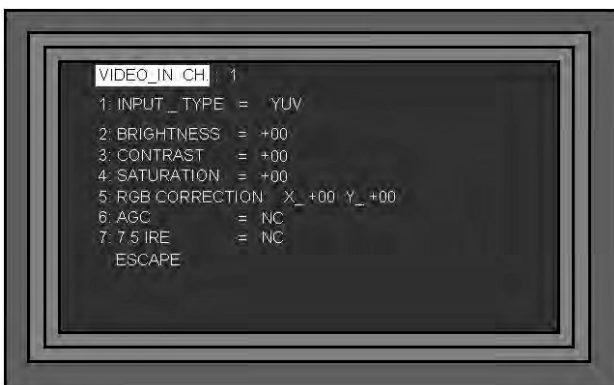 VIDEO_IN CH. : 1
1: INPUT _ TYPE = YUV
2: BRIGHTNESS = +00
3: CONTRAST = +00
4: SATURATION = +00
5: RGB CORRECTION X_ +00 Y_ +00
6: AGC = NC
7: 7.5 IRE = NC
ESCAPE